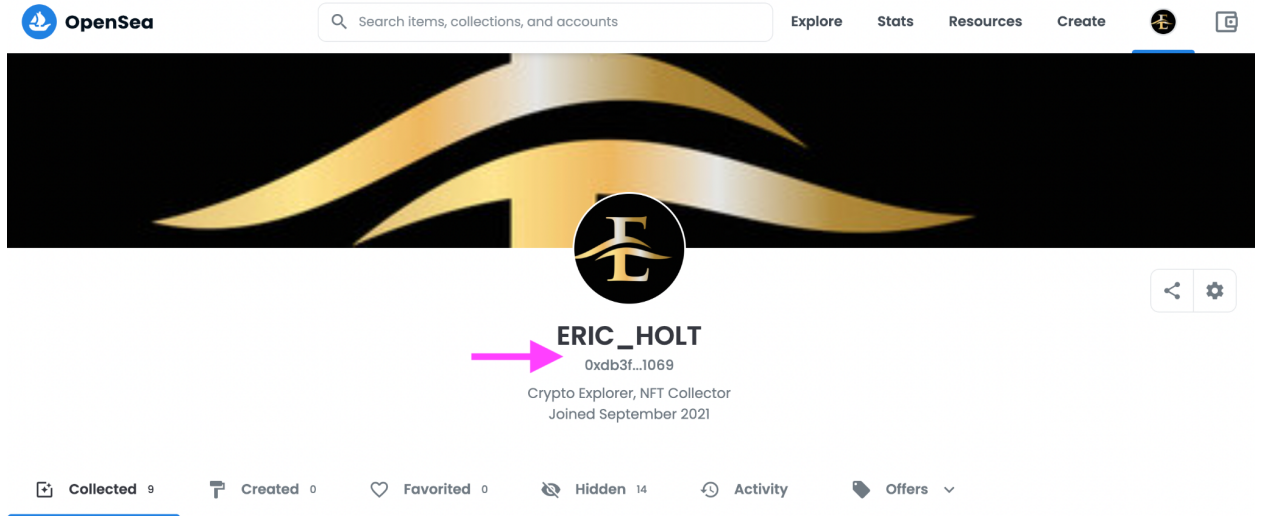 OpenSea Search items, collections, and accounts Explore Stats Resources Create
E
ERIC_HOLT
0xdb3f...1069
Crypto Explorer, NFT Collector
Joined September 2021
Collected 9 Created 0 Favorited 0 Hidden 14 Activity Offers